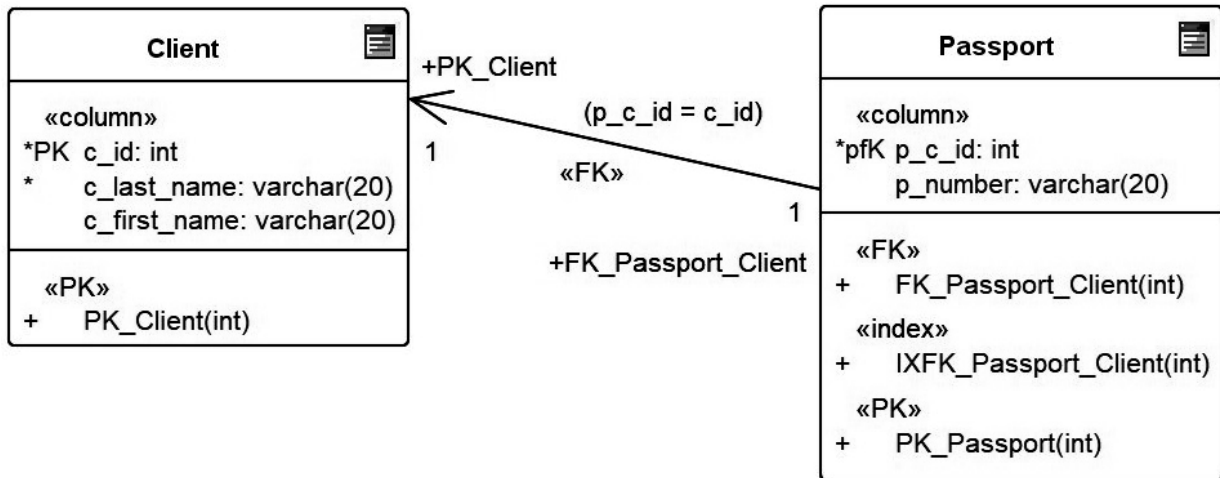 Client
«column»
*PK c_id: int
* c_last_name: varchar(20)
c_first_name: varchar(20)
«PK»
+ PK_Client(int)
+PK_Client
(p_c_id = c_id)
1
«FK»
1
+FK_Passport_Client
Passport
«column»
*pfK p_c_id: int
p_number: varchar(20)
«FK»
+ FK_Passport_Client(int)
«index»
+ IXFK_Passport_Client(int)
«PK»
+ PK_Passport(int)